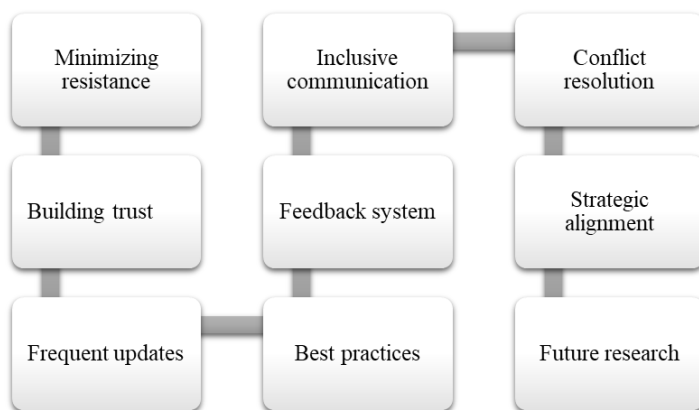 Minimizing
resistance
Building trust
Frequent updates
Best practices
Feedback system
Inclusive
communication
Conflict
resolution
Strategic
alignment
Future research